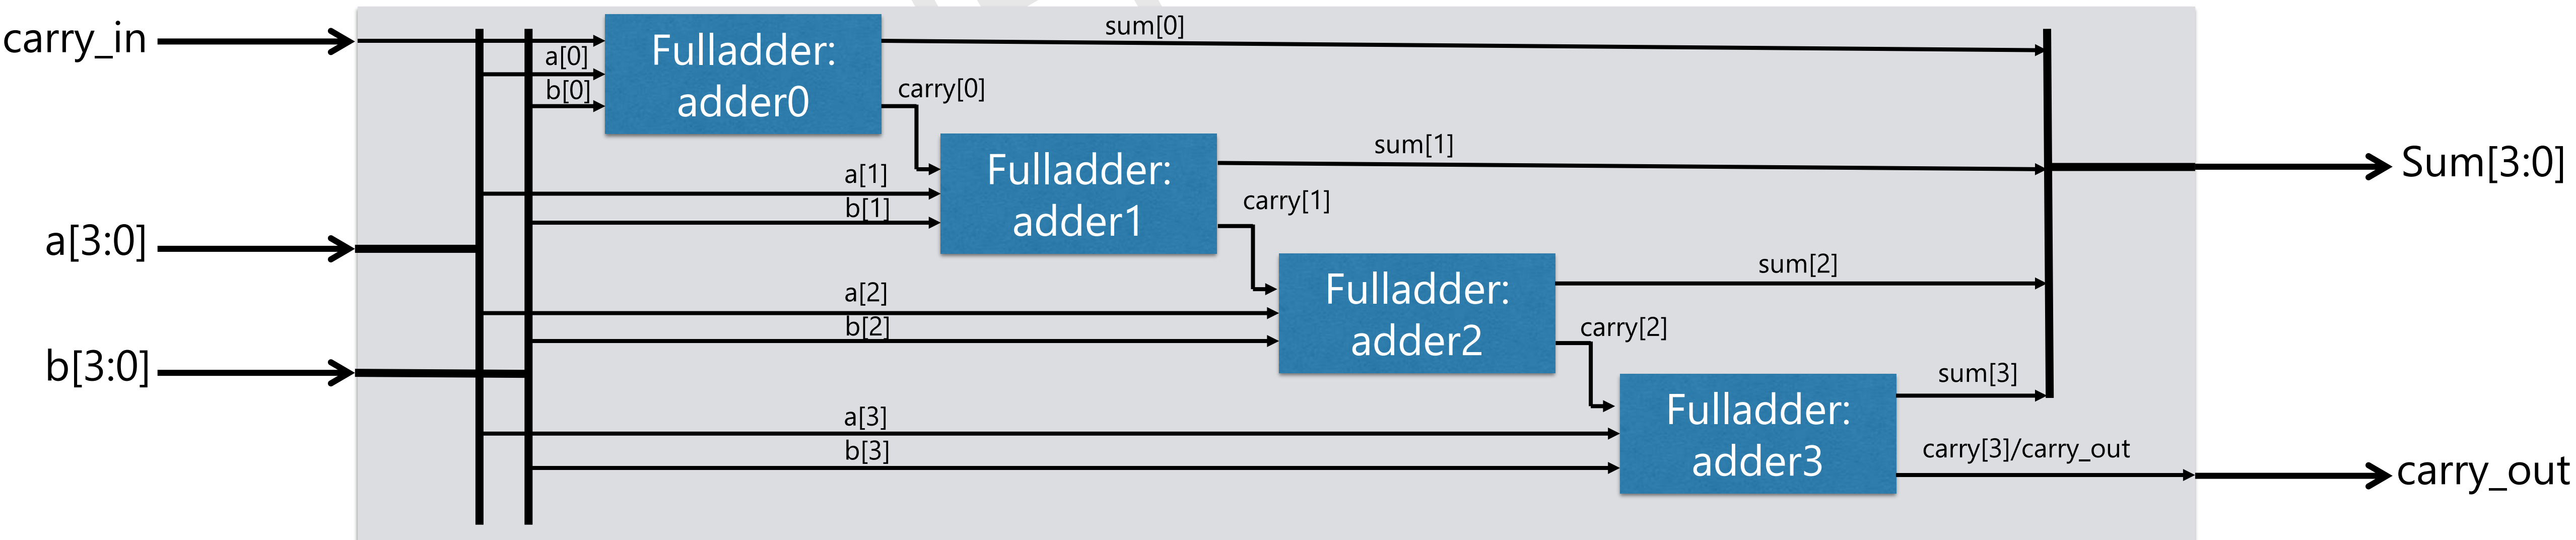 carry_in
a[3:0]
b[3:0]
a[0]
b[0]
Fulladder:
adder0
sum[0]
carry[0]
a[1]
b[1]
Fulladder:
adder1
sum[1]
carry[1]
a[2]
b[2]
Fulladder:
adder2
sum[2]
carry[2]
a[3]
b[3]
Fulladder:
adder3
sum[3]
carry[3]/carry_out
Sum[3:0]
carry_out